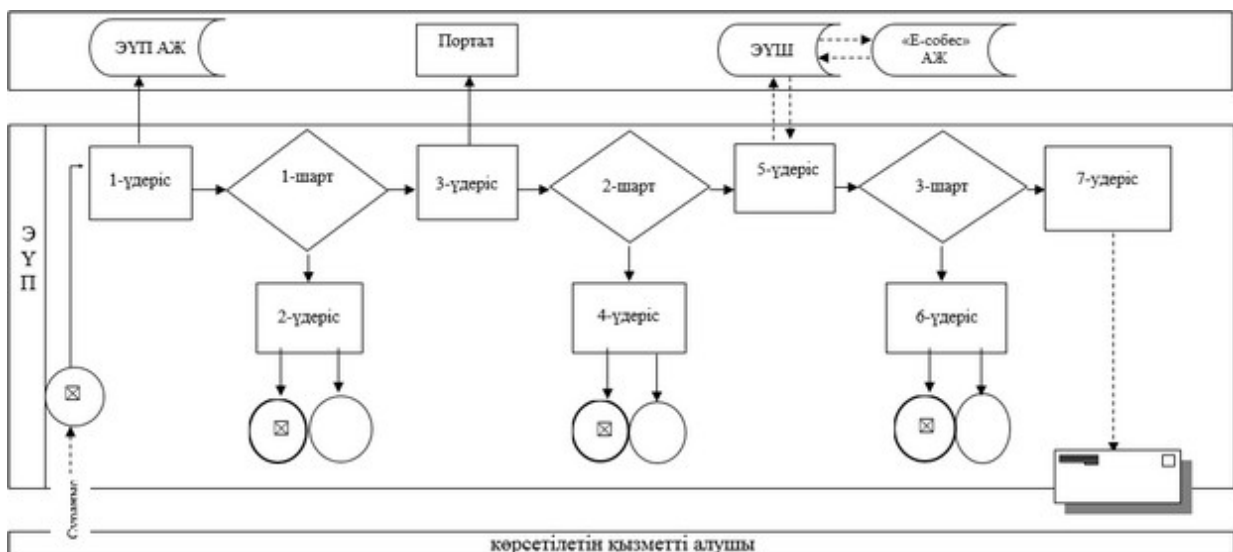 ЭҮП АЖ
Портал
ЭҮШ
«Е-собес»
АЖ
ЭҮП
1-үдеріс
1-шарт
3-үдеріс
2-шарт
5-үдеріс
3-шарт
7-үдеріс
2-үдеріс
4-үдеріс
6-үдеріс
көрсетілетін қызметті алушы